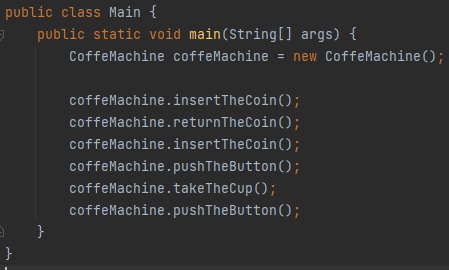 public class Main {
    public static void main(String[] args) {
        CoffeMachine coffeMachine = new CoffeMachine();

        coffeMachine.insertTheCoin();
        coffeMachine.returnTheCoin();
        coffeMachine.insertTheCoin();
        coffeMachine.pushTheButton();
        coffeMachine.takeTheCup();
        coffeMachine.pushTheButton();
    }
}